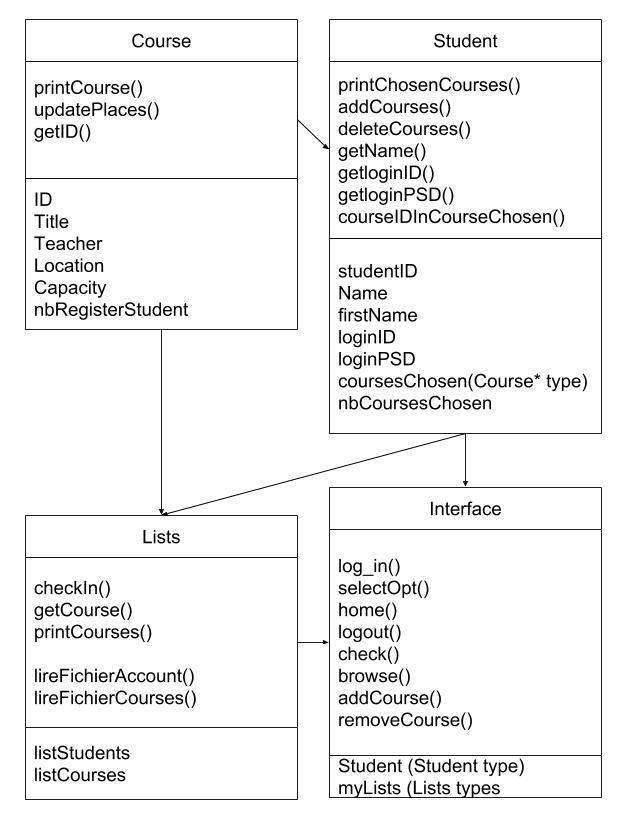 Course
printCourse()
updatePlaces()
getID()
ID
Title
Teacher
Location
Capacity
nbRegisterStudent
Student
printChosenCourses()
addCourses()
deleteCourses()
getName()
getloginID()
getloginPSD()
courseIDInCourseChosen()
studentID
Name
firstName
loginID
loginPSD
coursesChosen(Course* type)
nbCoursesChosen
Lists
checkIn()
getCourse()
printCourses()
lireFichierAccount()
lireFichierCourses()
listStudents
listCourses
Interface
log_in()
selectOpt()
home()
logout()
check()
browse()
addCourse()
removeCourse()
Student (Student type)
myLists (Lists types